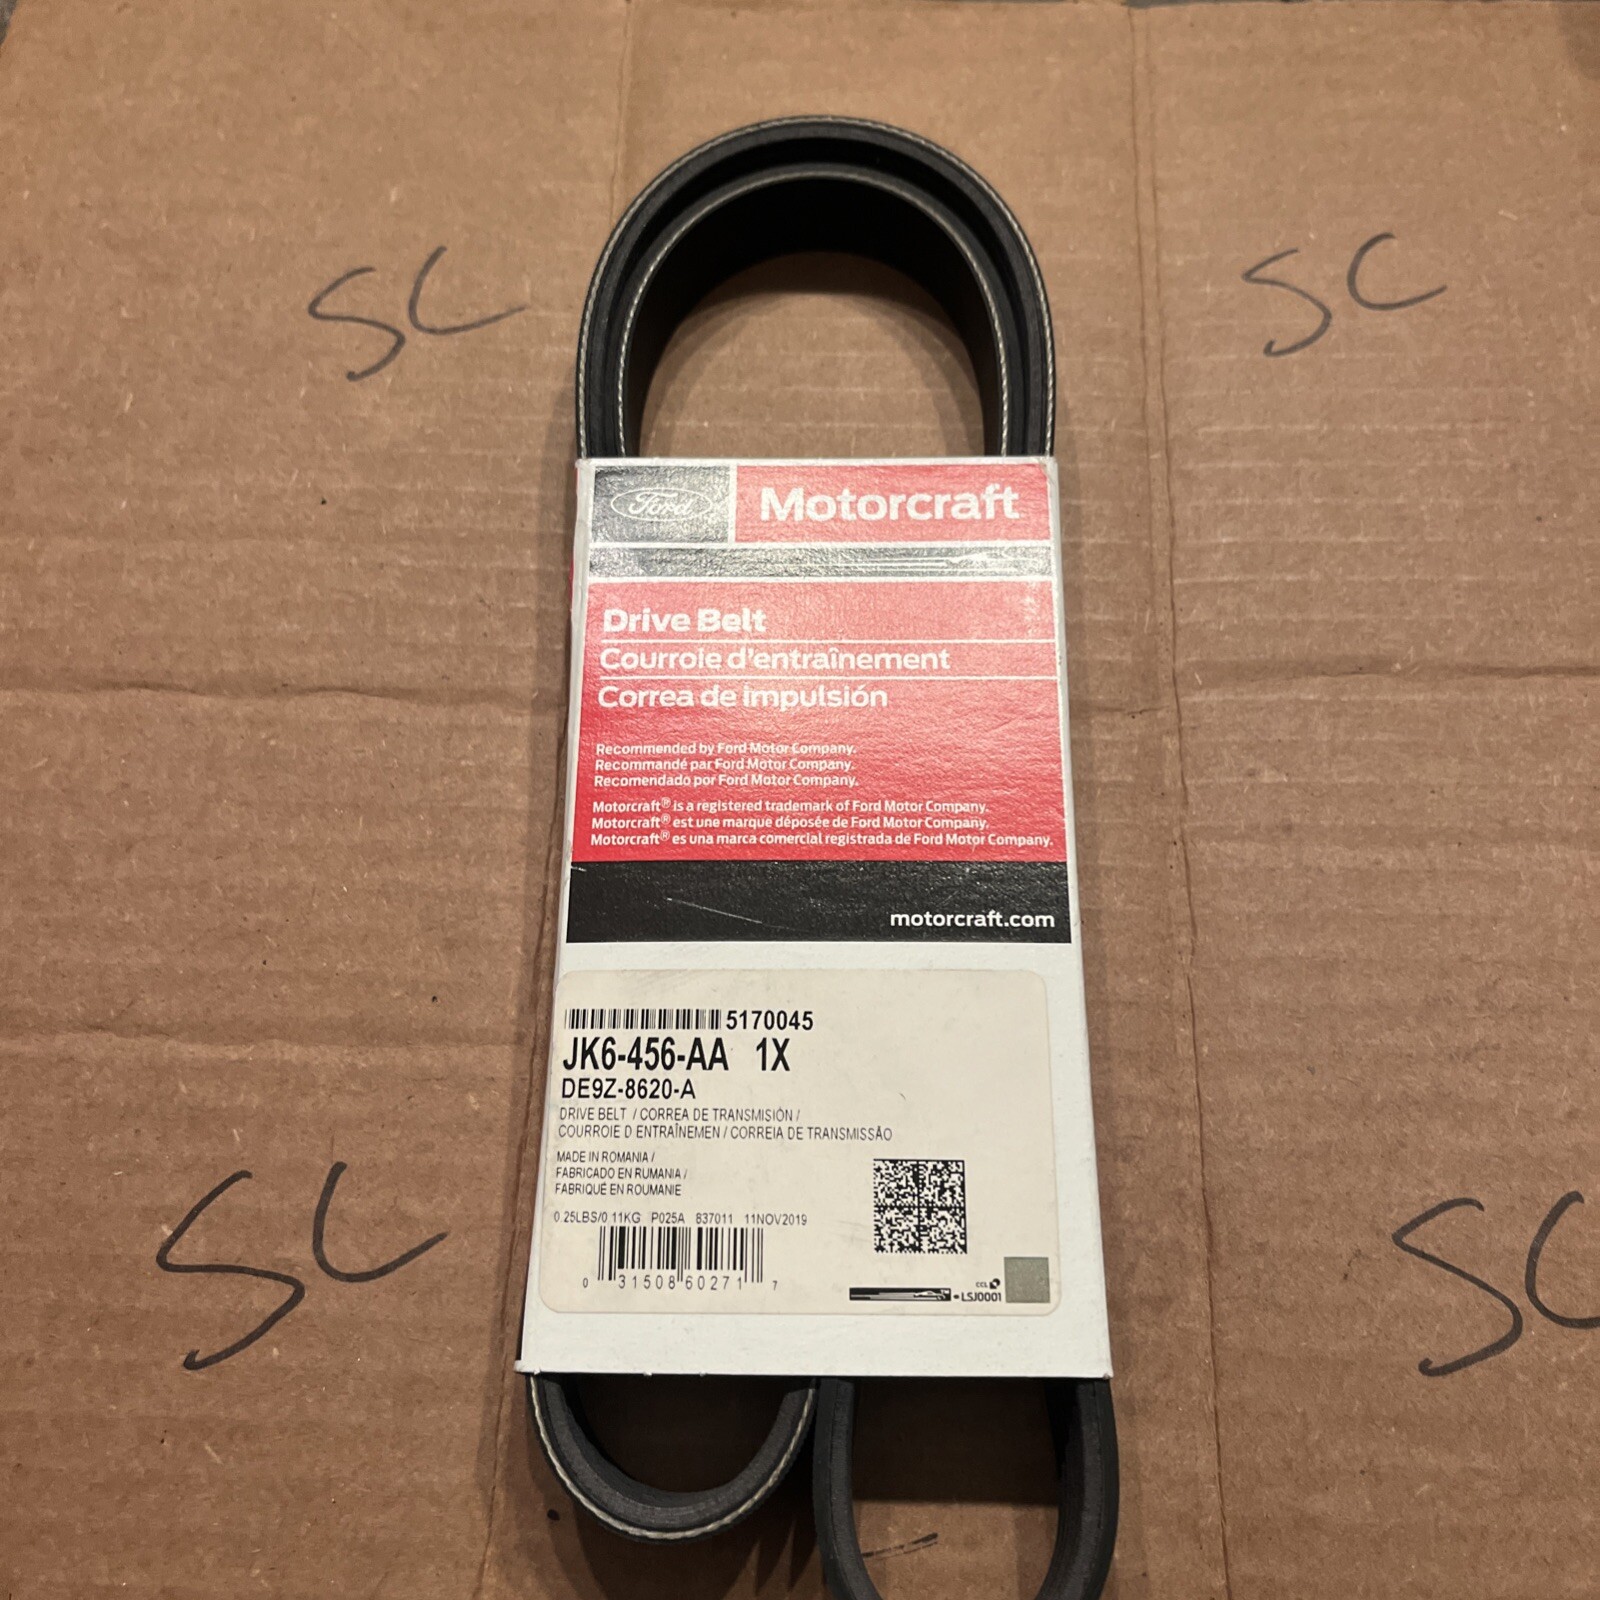 SC
SC
Ford
Motorcraft
Drive Belt
Courroie d'entraînement
Correa de impulsión
Recommended by Ford Motor Company.
Recommandé par Ford Motor Company.
Recomendado por Ford Motor Company.
Motorcraft® is a registered trademark of Ford Motor Company.
Motorcraft® est une marque déposée de Ford Motor Company.
Motorcraft® es una marca comercial registrada de Ford Motor Company.
motorcraft.com
5170045
JK6-456-AA 1X
DE9Z-8620-A
DRIVE BELT / CORREA DE TRANSMISIÓN /
COURROIE D ENTRAÎNEMEN / CORREIA DE TRANSMISSÃO
MADE IN ROMANIA /
FABRICADO EN RUMANIA /
FABRIQUÉ EN ROUMANIE
0.25LBS/0.11KG P025A 637011 11NOV2019
0 31508 60271 7
CCL
LSJ0001
SC
SC